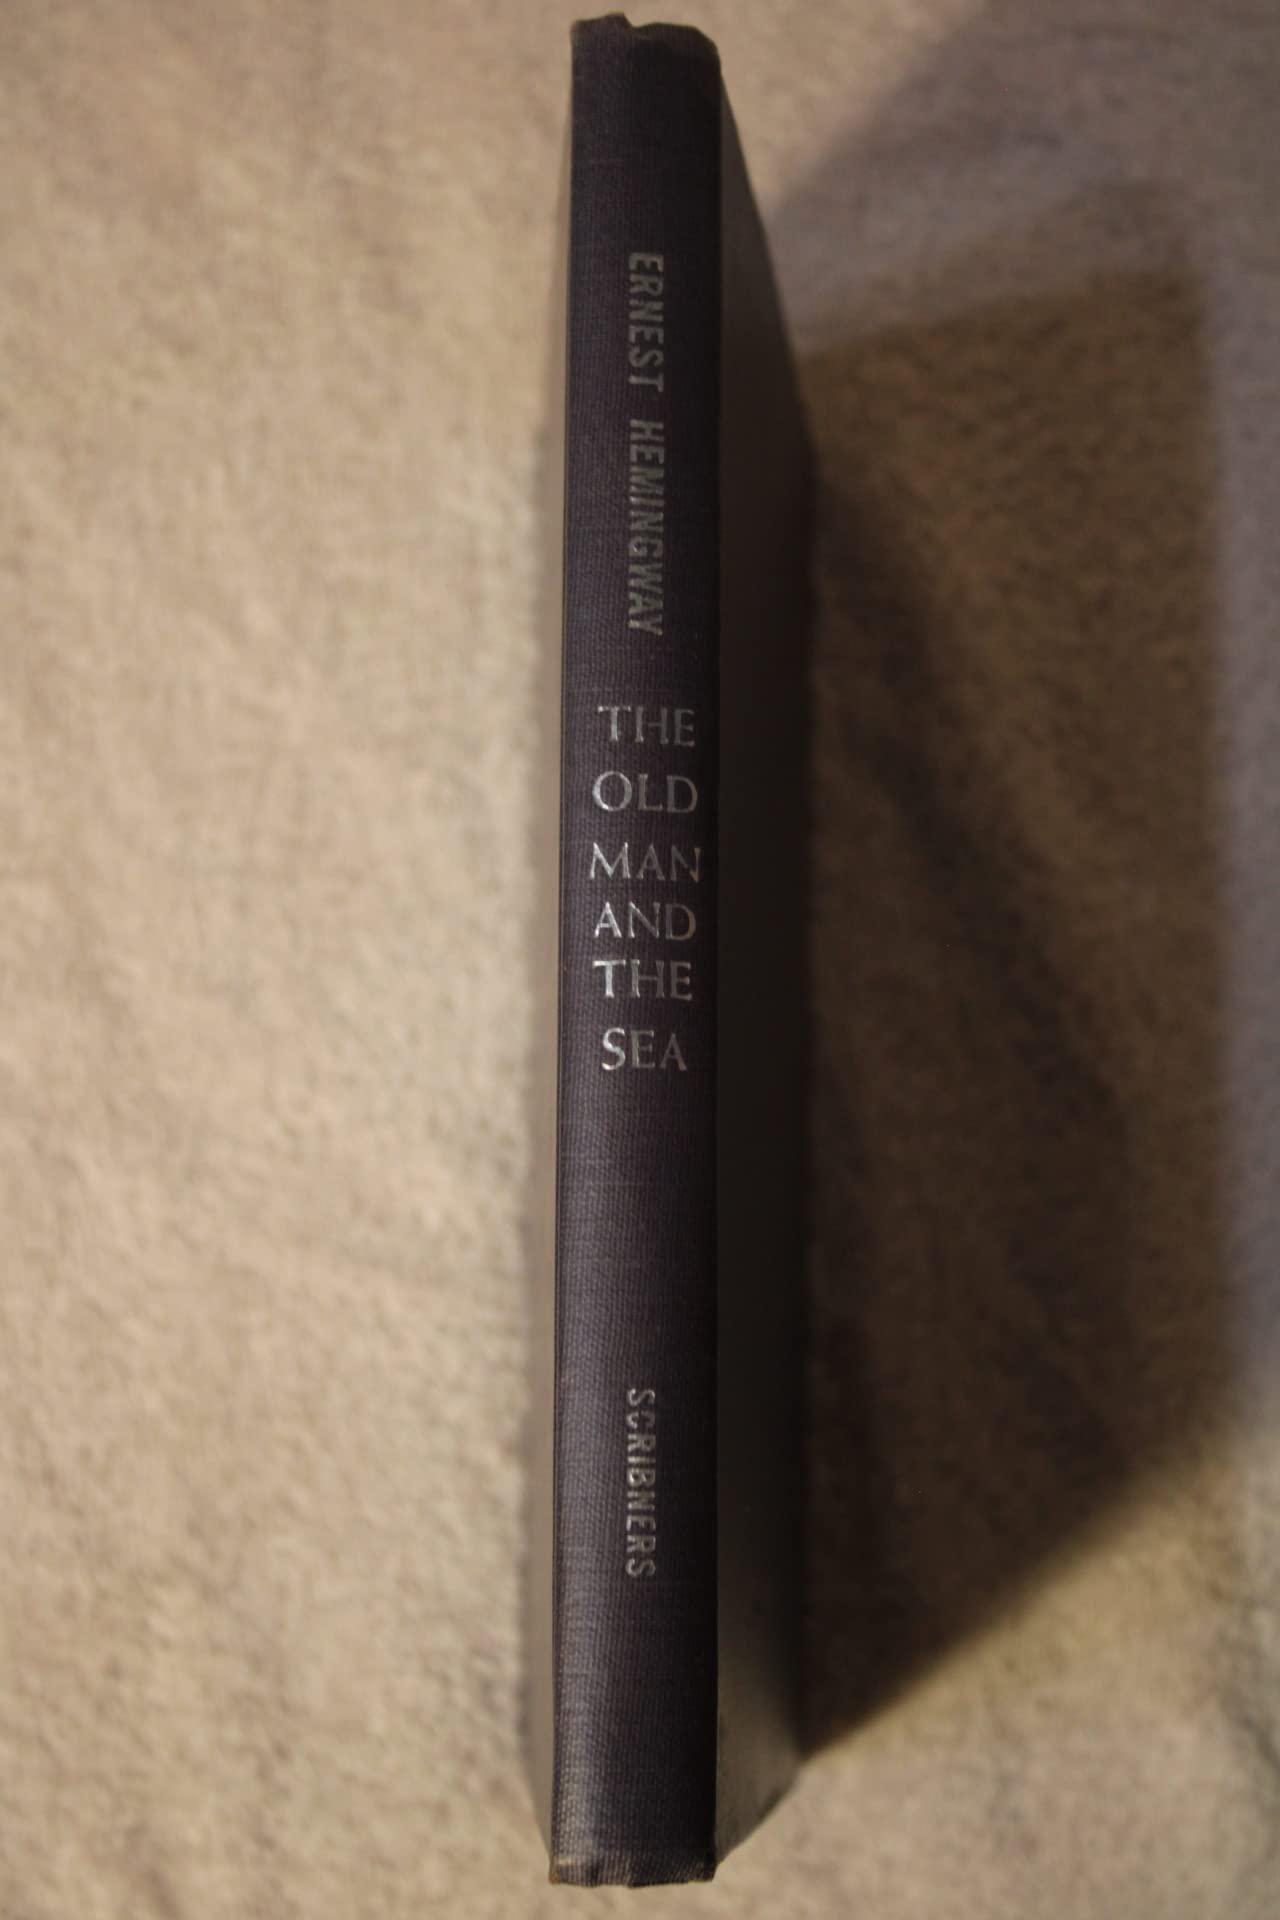 ERNEST HEMINGWAY
THE
OLD
MAN
AND
THE
SEA
SCRIBNERS